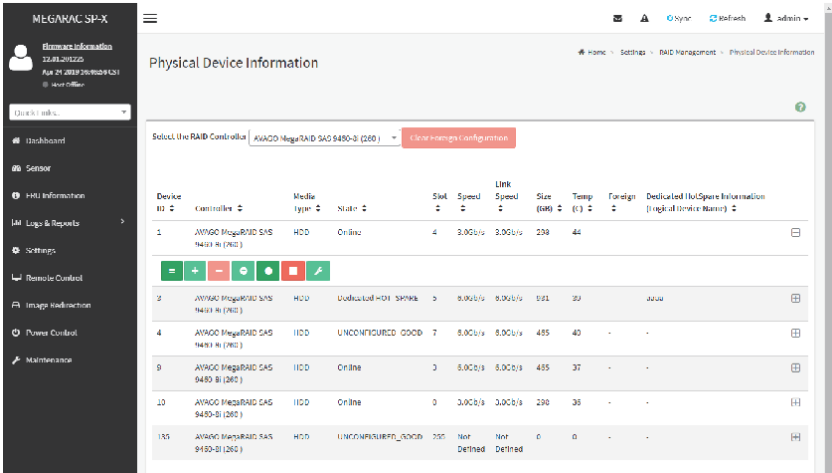 MEGARAC SP-X
Sync
Refresh
admin
Firmware Information
12.01.201225
Apr 24 2019 16:06:56 CST
Host Offline
Home
Settings
RAID Management
Physical Device Information
Physical Device Information
Quick Links...
Dashboard
Sensor
FRU Information
Logs & Reports
Settings
Remote Control
Image Redirection
Power Control
Maintenance
Select the RAID Controller
AVAGO MegaRAID SAS 9460-8i (260 )
Clear Foreign Configuration
Device ID Controller Media Type State Slot Speed Link Speed Size (GB) Temp (C) Foreign Dedicated HotSpare Information (Logical Device Name)
1 AVAGO MegaRAID SAS 9460-8i (260 ) HDD Online 4 3.0Gb/s 3.0Gb/s 298 44
3 AVAGO MegaRAID SAS 9460-8i (260 ) HDD Dedicated HOT_SPARE 5 6.0Gb/s 6.0Gb/s 931
4 AVAGO MegaRAID SAS 9460-8i (260 ) HDD UNCONFIGURED_GOOD 7 6.0Gb/s 6.0Gb/s 465 40 - -
9 AVAGO MegaRAID SAS 9460-8i (260 ) HDD Online 3 6.0Gb/s 6.0Gb/s 465 37 - -
10 AVAGO MegaRAID SAS 9460-8i (260 ) HDD Online 0 3.0Gb/s 3.0Gb/s 298 36 - -
135 AVAGO MegaRAID SAS 9460-8i (260 ) HDD UNCONFIGURED_GOOD 255 Not Defined Not Defined 0 0 - -